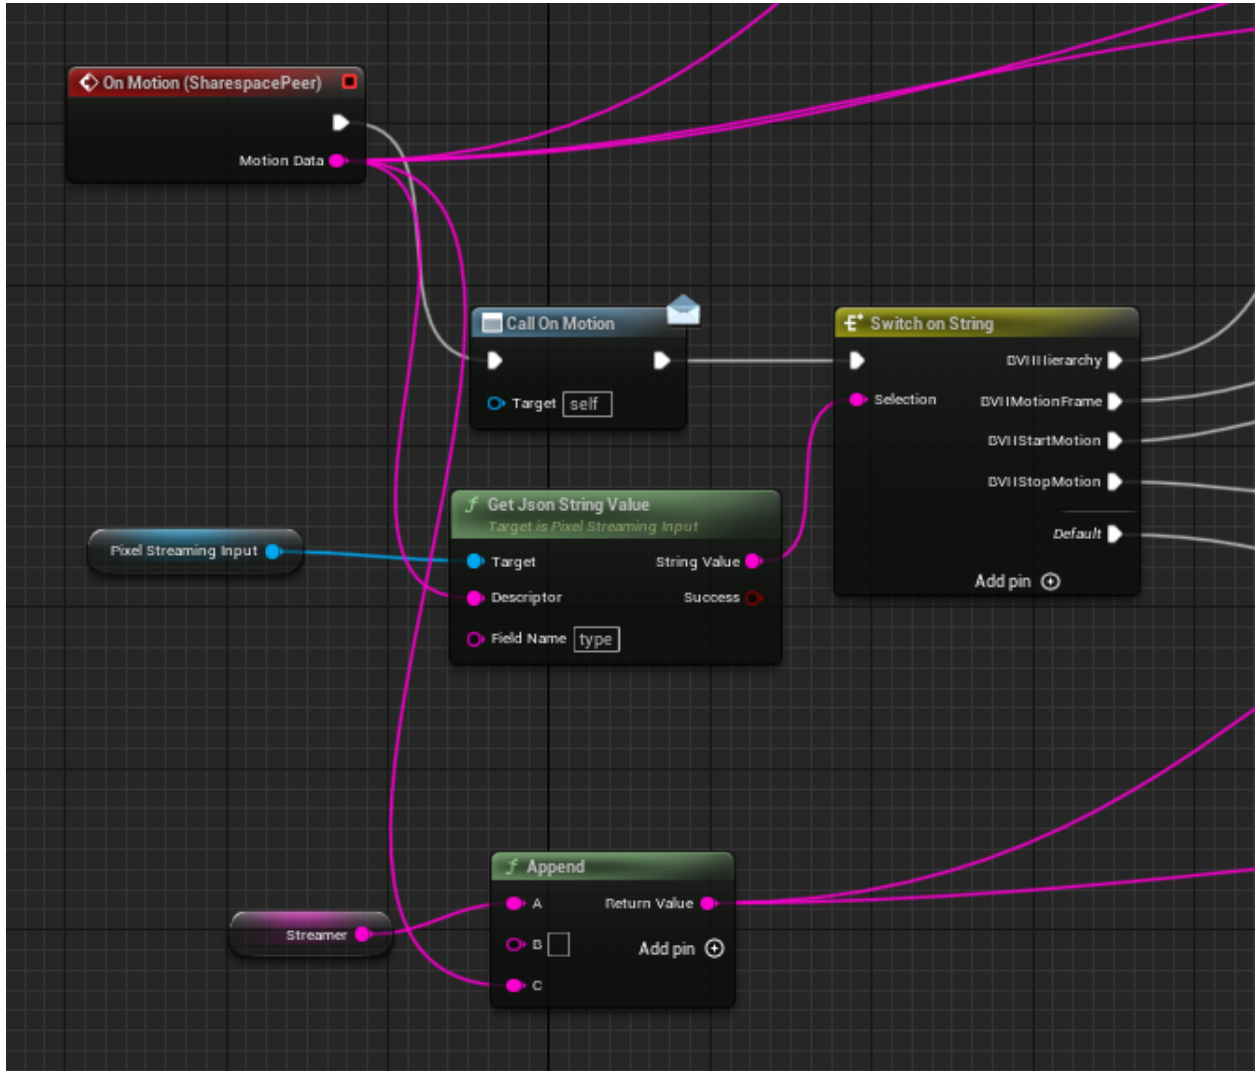 On Motion (SharespacePeer)
Motion Data
Call On Motion
Target self
Switch on String
BVHHierarchy
Selection
BVHMotionFrame
BVHStartMotion
BVHStopMotion
Default
Add pin
Get Json String Value
Target is Pixel Streaming Input
Pixel Streaming Input
Target
String Value
Descriptor
Success
Field Name type
Append
A
Return Value
B
Add pin
C
Streamer